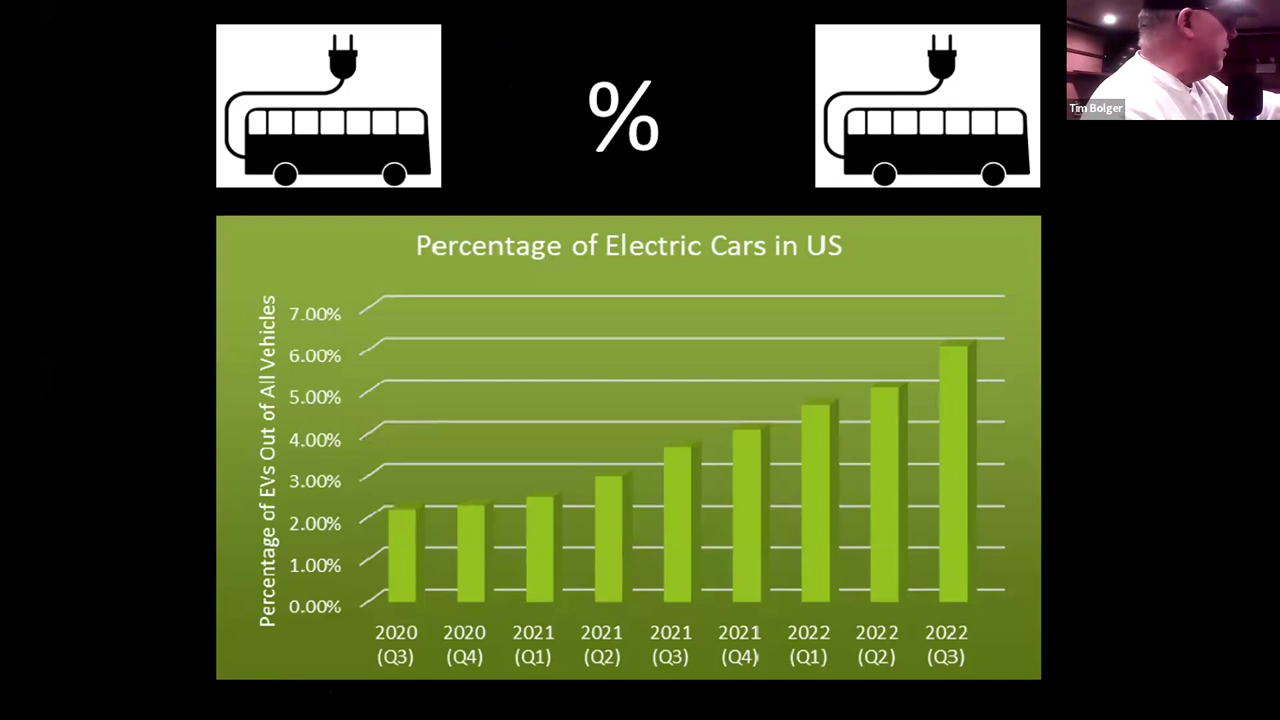 %
Tim Bolger
Percentage of Electric Cars in US
Percentage of EVs Out of All Vehicles
7.00%
6.00%
5.00%
4.00%
3.00%
2.00%
1.00%
0.00%
2020 2020 2021 2021 2021 2021 2022 2022 2022
(Q3) (Q4) (Q1) (Q2) (Q3) (Q4) (Q1) (Q2) (Q3)